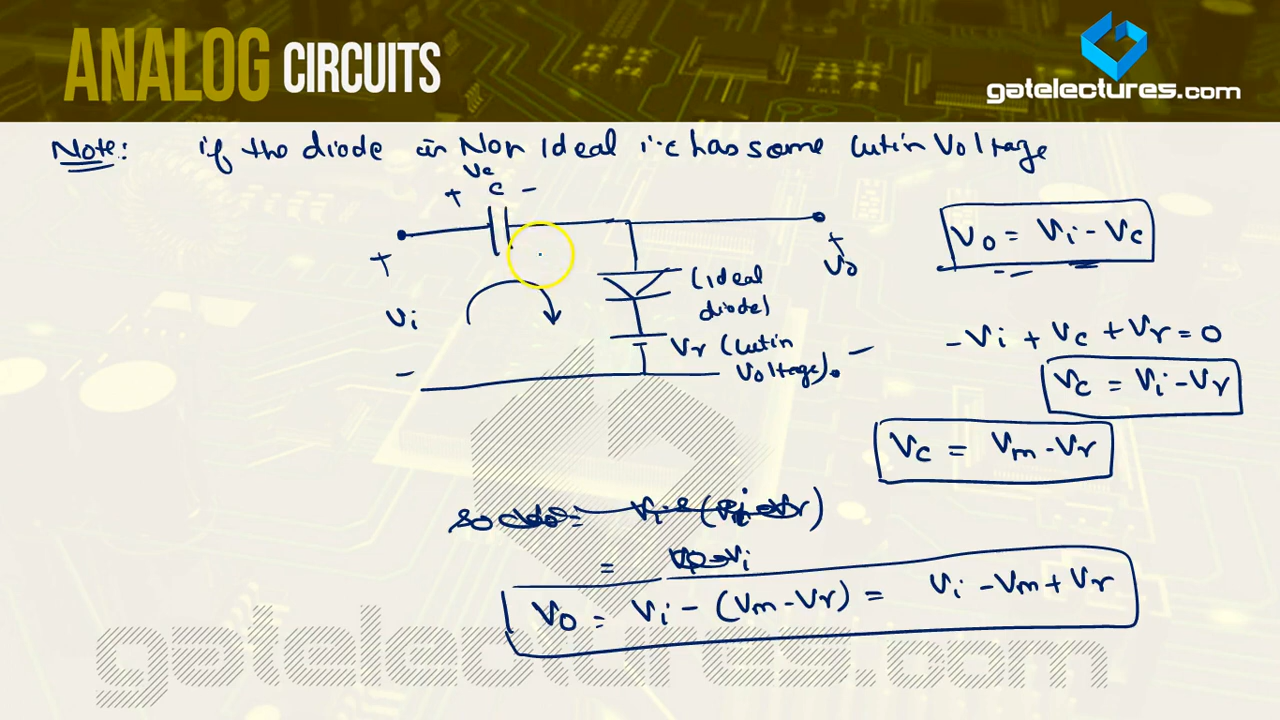 ANALOG CIRCUITS
gatelectures.com
Note: if the diode is Non Ideal i.e has some Cutin Voltage
Vc
+ C -
+
Vi
-
(ideal
diode)
Vr (Cutin
Voltage).
+
Vo
-
Vo = Vi - Vc
-Vi + Vc + Vr = 0
Vc = Vi - Vr
Vc = Vm - Vr
so
= Vi
Vo = Vi - (Vm - Vr) = Vi - Vm + Vr
gatelectures.com